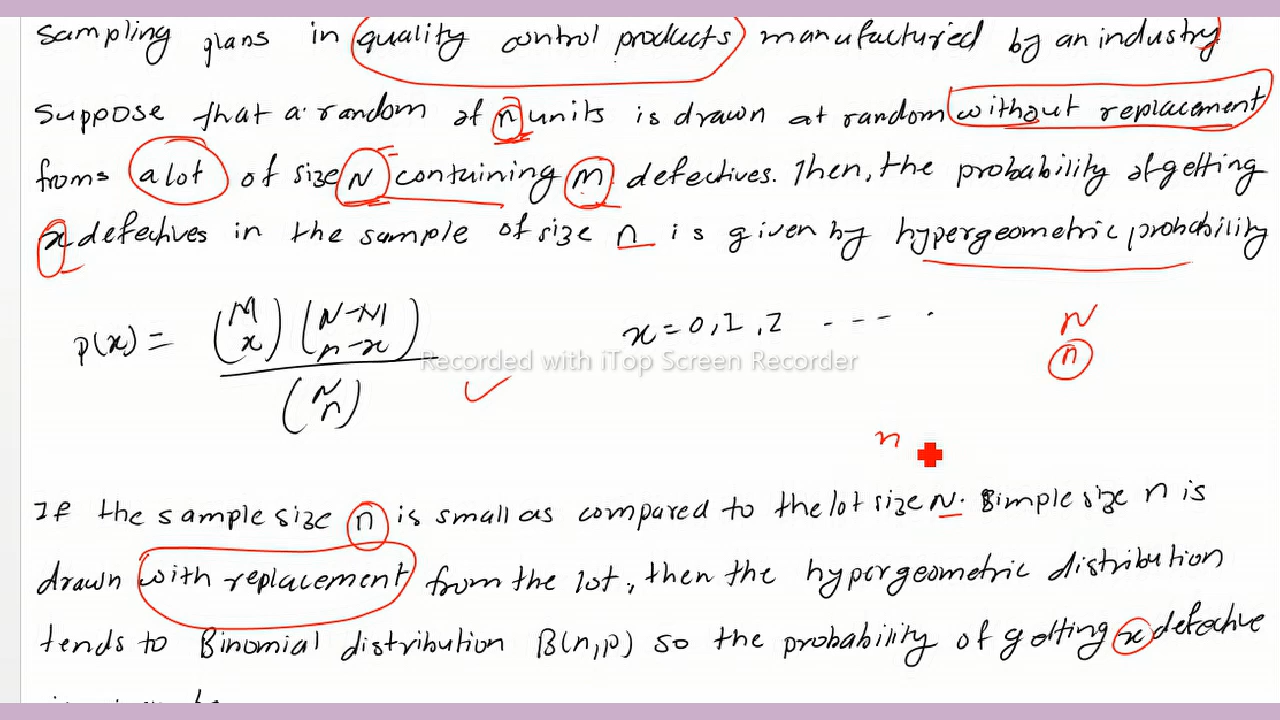 Sampling plans in quality control products manufactured by an industry
Suppose that a random of n units is drawn at random without replacement
from a lot of size N containing M defectives. Then, the probability of getting
x defectives in the sample of size n is given by hypergeometric probability
p(x) = (M x) (N-M n-x) / (N n) x = 0, 1, 2 ---- .
N
n
Recorded with iTop Screen Recorder
n
If the sample size n is small as compared to the lot size N. Simple size n is
drawn with replacement from the lot, then the hypergeometric distribution
tends to Binomial distribution B(n,p) so the probability of getting x defective